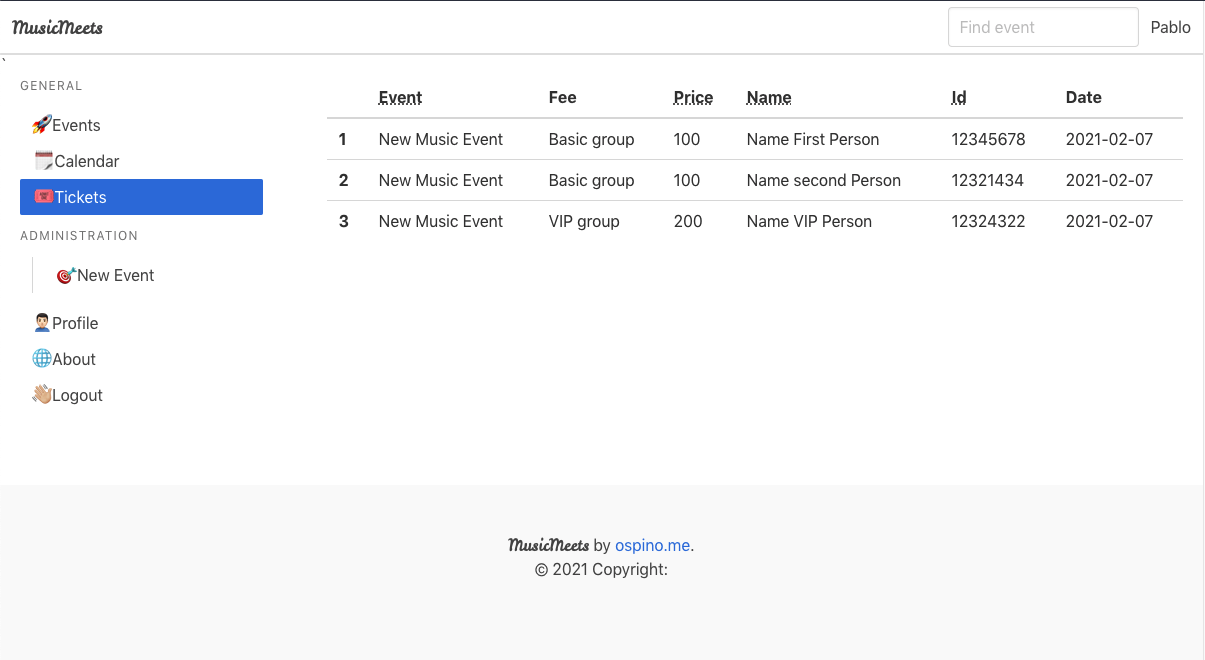 MusicMeets
Find event
Pablo
`
GENERAL
Events
Calendar
Tickets
ADMINISTRATION
New Event
Profile
About
Logout
Event Fee Price Name Id Date
1 New Music Event Basic group 100 Name First Person 12345678 2021-02-07
2 New Music Event Basic group 100 Name second Person 12321434 2021-02-07
3 New Music Event VIP group 200 Name VIP Person 12324322 2021-02-07
MusicMeets by ospino.me.
© 2021 Copyright: